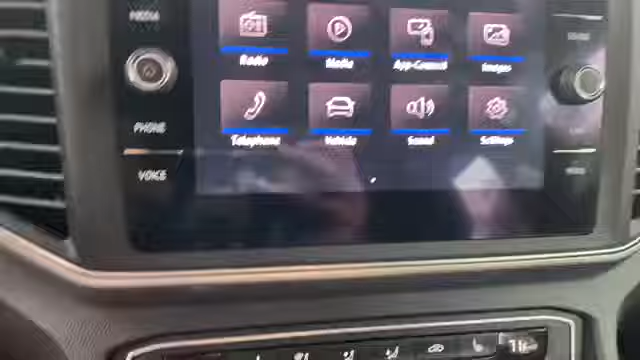 MEDIA
Radio Media App-Connect Images
PHONE
Telephone Vehicle Sound Settings
VOICE